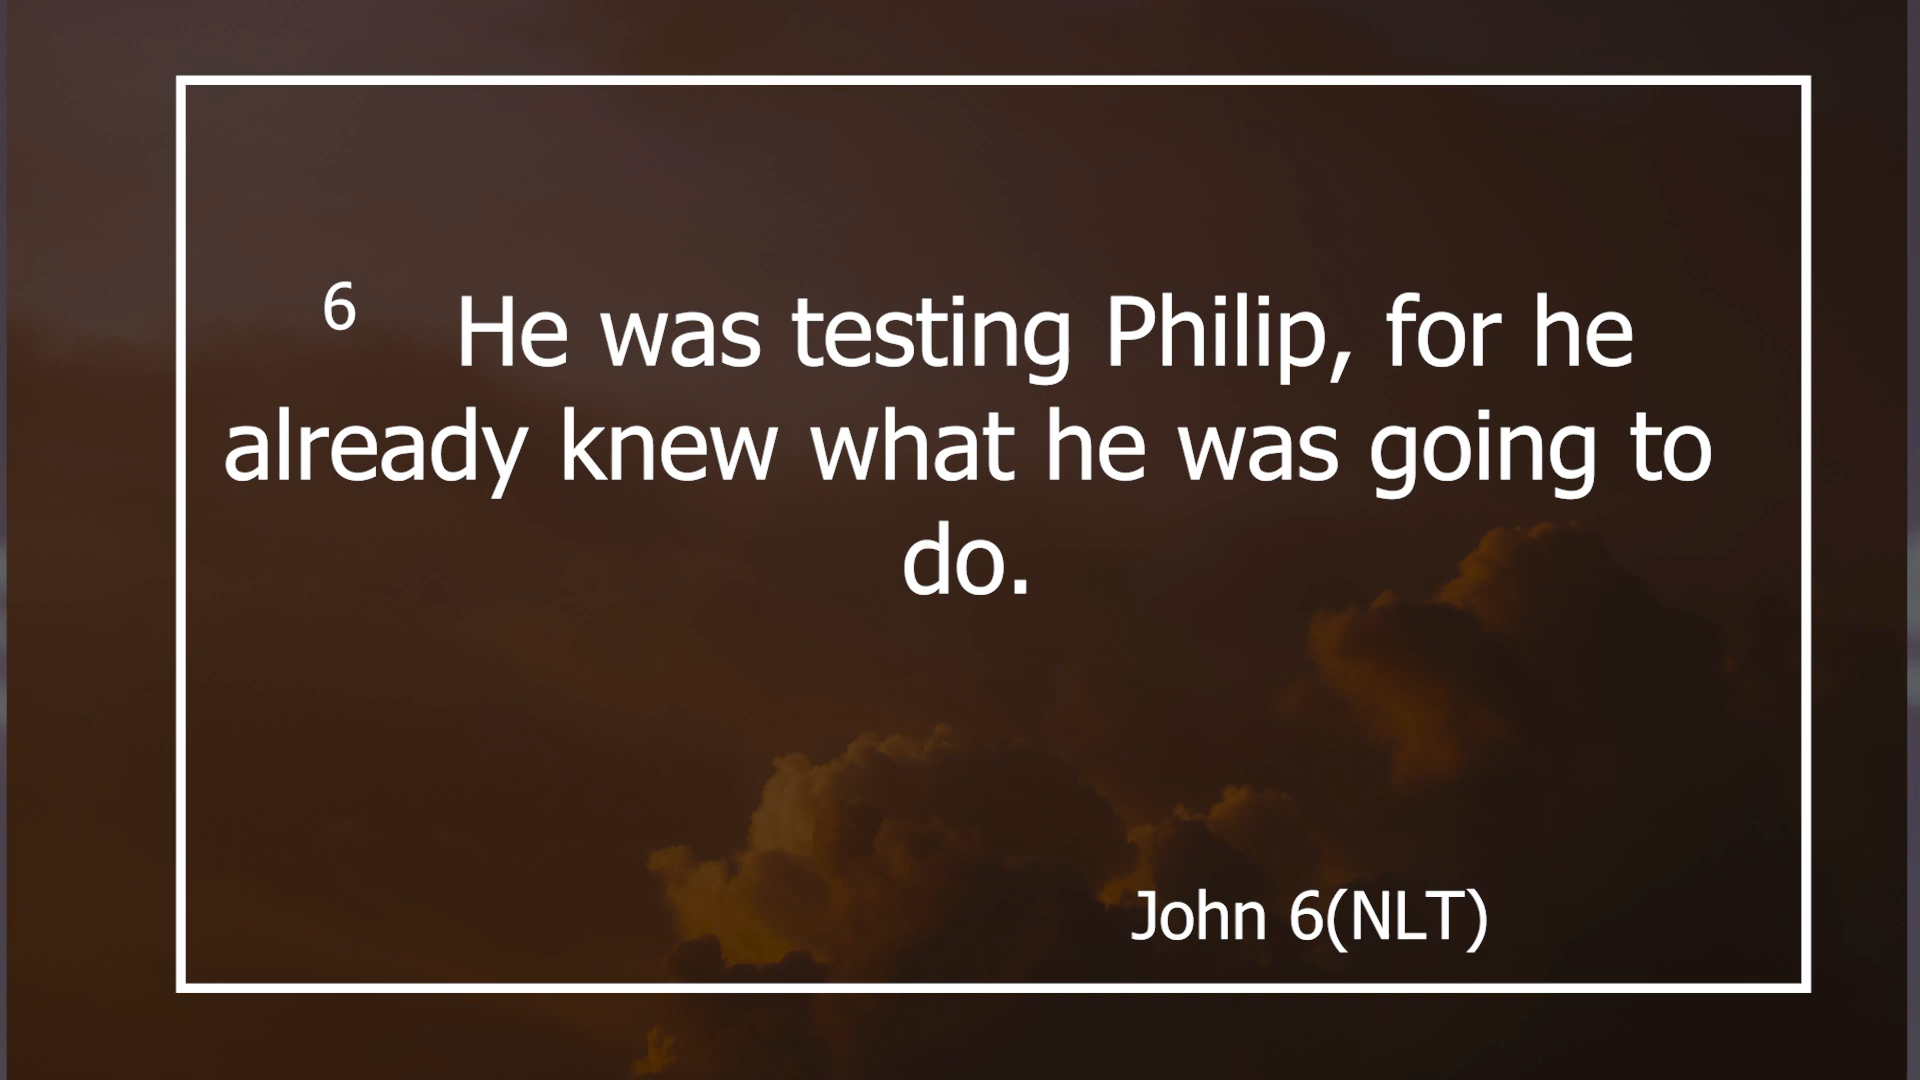 6 He was testing Philip, for he
already knew what he was going to
do.
John 6(NLT)